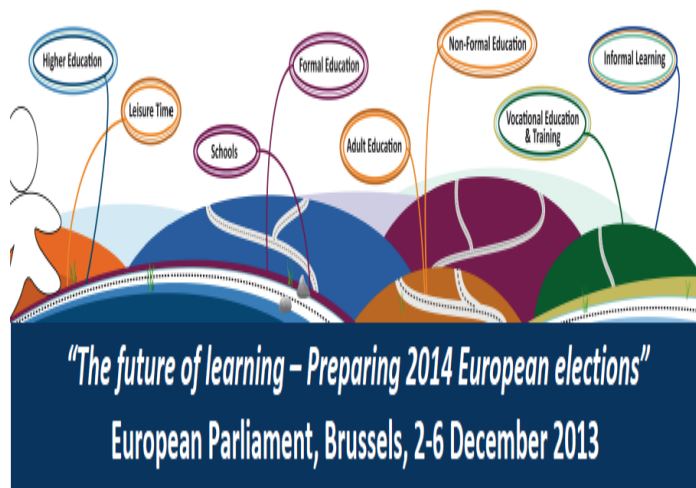 Higher Education
Leisure Time
Schools
Formal Education
Adult Education
Non-Formal Education
Vocational Education
& Training
Informal Learning
“The future of learning – Preparing 2014 European elections”
European Parliament, Brussels, 2-6 December 2013